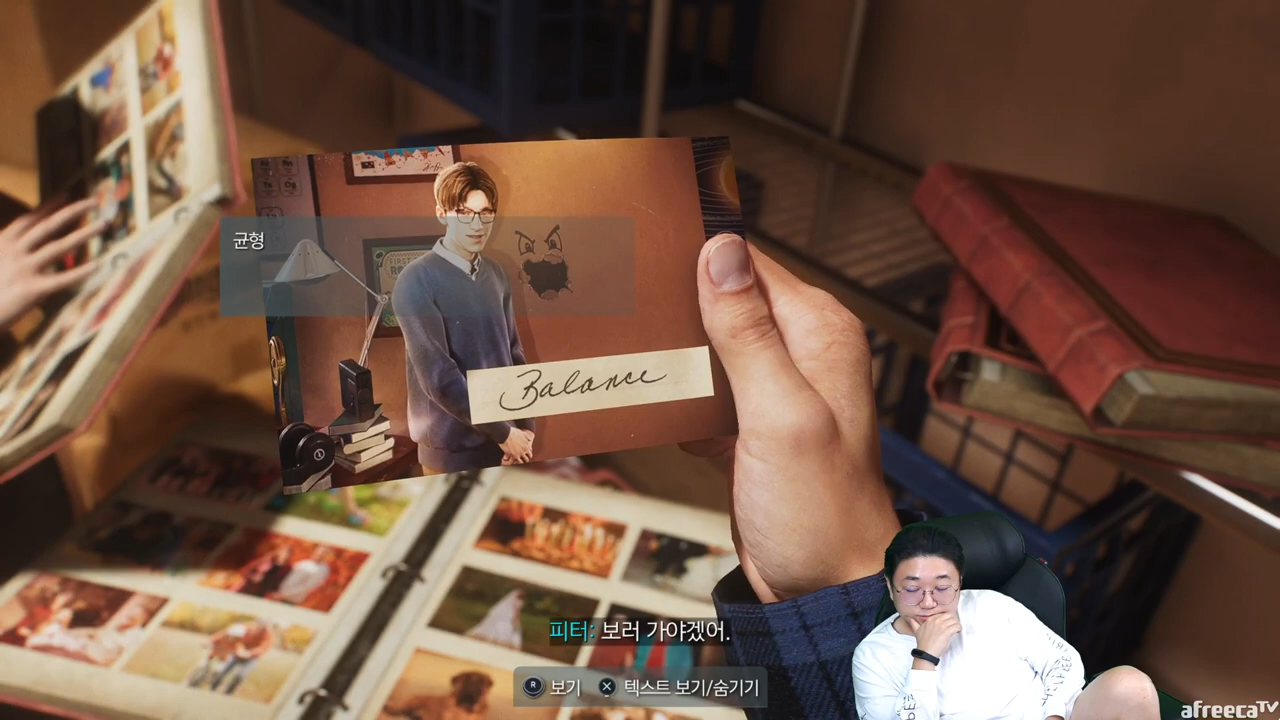 균형
FIRST
Balance
피터: 보러 가야겠어.
R 보기 X 텍스트 보기/숨기기
afreecaTV